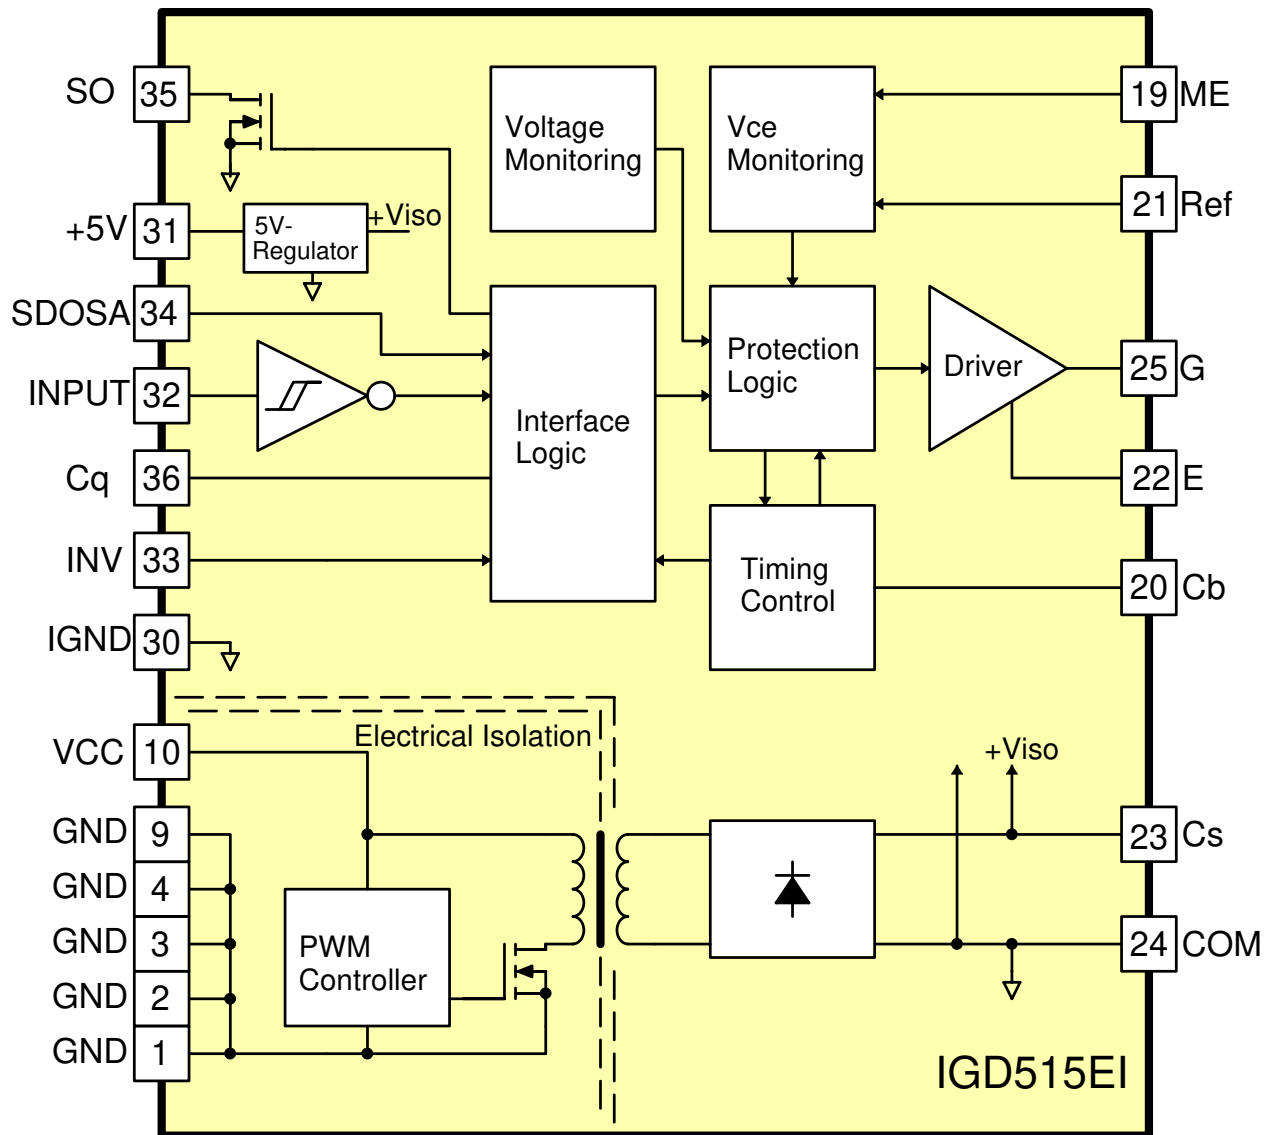 SO 35
+5V 31
SDOSA 34
INPUT 32
Cq 36
INV 33
IGND 30
VCC 10
GND 9
GND 4
GND 3
GND 2
GND 1
5V-
Regulator
+Viso
Voltage
Monitoring
Vce
Monitoring
Interface
Logic
Protection
Logic
Driver
Timing
Control
19 ME
21 Ref
25 G
22 E
20 Cb
Electrical Isolation
PWM
Controller
+Viso
23 Cs
24 COM
IGD515EI